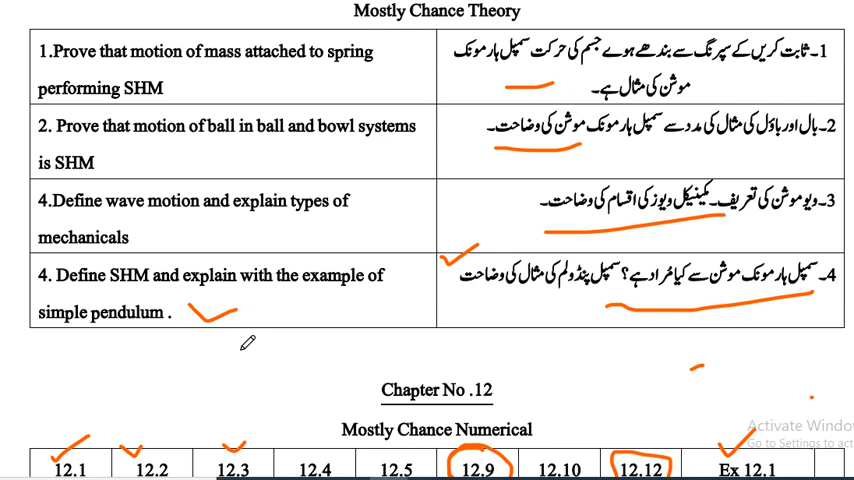 Mostly Chance Theory
1.Prove that motion of mass attached to spring
performing SHM
1۔ ثابت کریں کے سپرنگ سے بندھے ہوے جسم کی حرکت سمپل ہارمونک
موشن کی مثال ہے۔
2. Prove that motion of ball in ball and bowl systems
is SHM
2۔ بال اور باؤل کی مثال کی مدد سے سمپل ہارمونک موشن کی وضاحت۔
4.Define wave motion and explain types of
mechanicals
3۔ ویو موشن کی تعریف۔ مکینیکل ویوز کی اقسام کی وضاحت۔
4. Define SHM and explain with the example of
simple pendulum .
4۔ سمپل ہارمونک موشن سے کیا مُراد ہے؟ سمپل پنڈولم کی مثال کی وضاحت
Chapter No .12
Mostly Chance Numerical
12.1 12.2 12.3 12.4 12.5 12.9 12.10 12.12 Ex 12.1
Activate Windo
Go to Settings to act